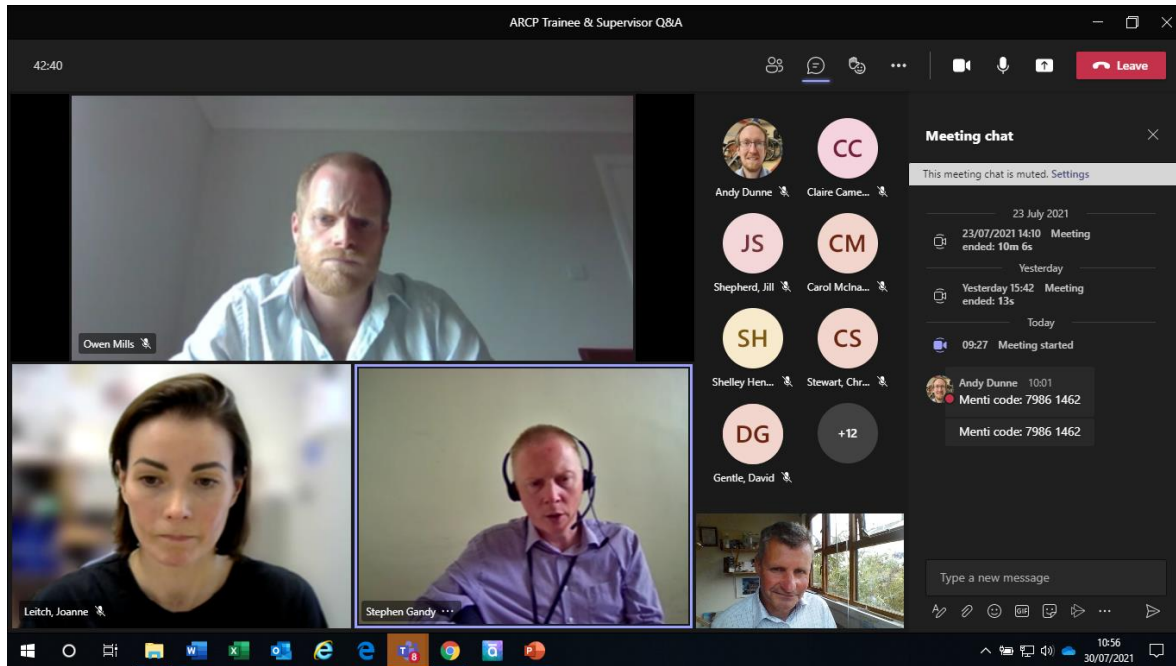 ARCP Trainee & Supervisor Q&A
42:40
Leave
Owen Mills
Leitch, Joanne
Stephen Gandy ...
Andy Dunne
CC
Claire Came...
JS
Shepherd, Jill
CM
Carol McIna...
SH
Shelley Hen...
CS
Stewart, Chr...
DG
Gentle, David
+12
Meeting chat
This meeting chat is muted. Settings
23 July 2021
23/07/2021 14:10 Meeting
ended: 10m 6s
Yesterday
Yesterday 15:42 Meeting
ended: 13s
Today
09:27 Meeting started
Andy Dunne 10:01
Menti code: 7986 1462
Menti code: 7986 1462
Type a new message
GIF
8
10:56
30/07/2021